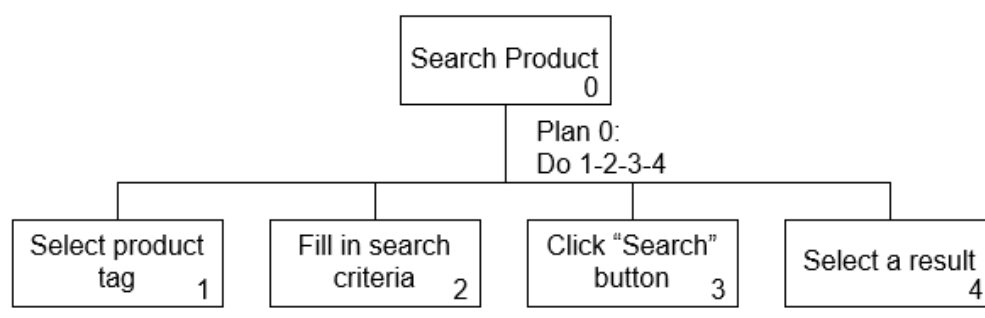 Search Product
0
Plan 0:
Do 1-2-3-4
Select product
tag
1
Fill in search
criteria
2
Click “Search”
button
3
Select a result
4